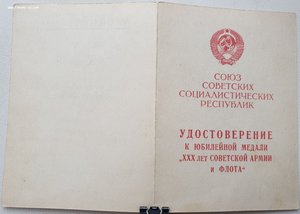 СОЮЗ
СОВЕТСКИХ
СОЦИАЛИСТИЧЕСКИХ
РЕСПУБЛИК
УДОСТОВЕРЕНИЕ
К ЮБИЛЕЙНОЙ МЕДАЛИ
„XXX ЛЕТ СОВЕТСКОЙ АРМИИ
И ФЛОТА"